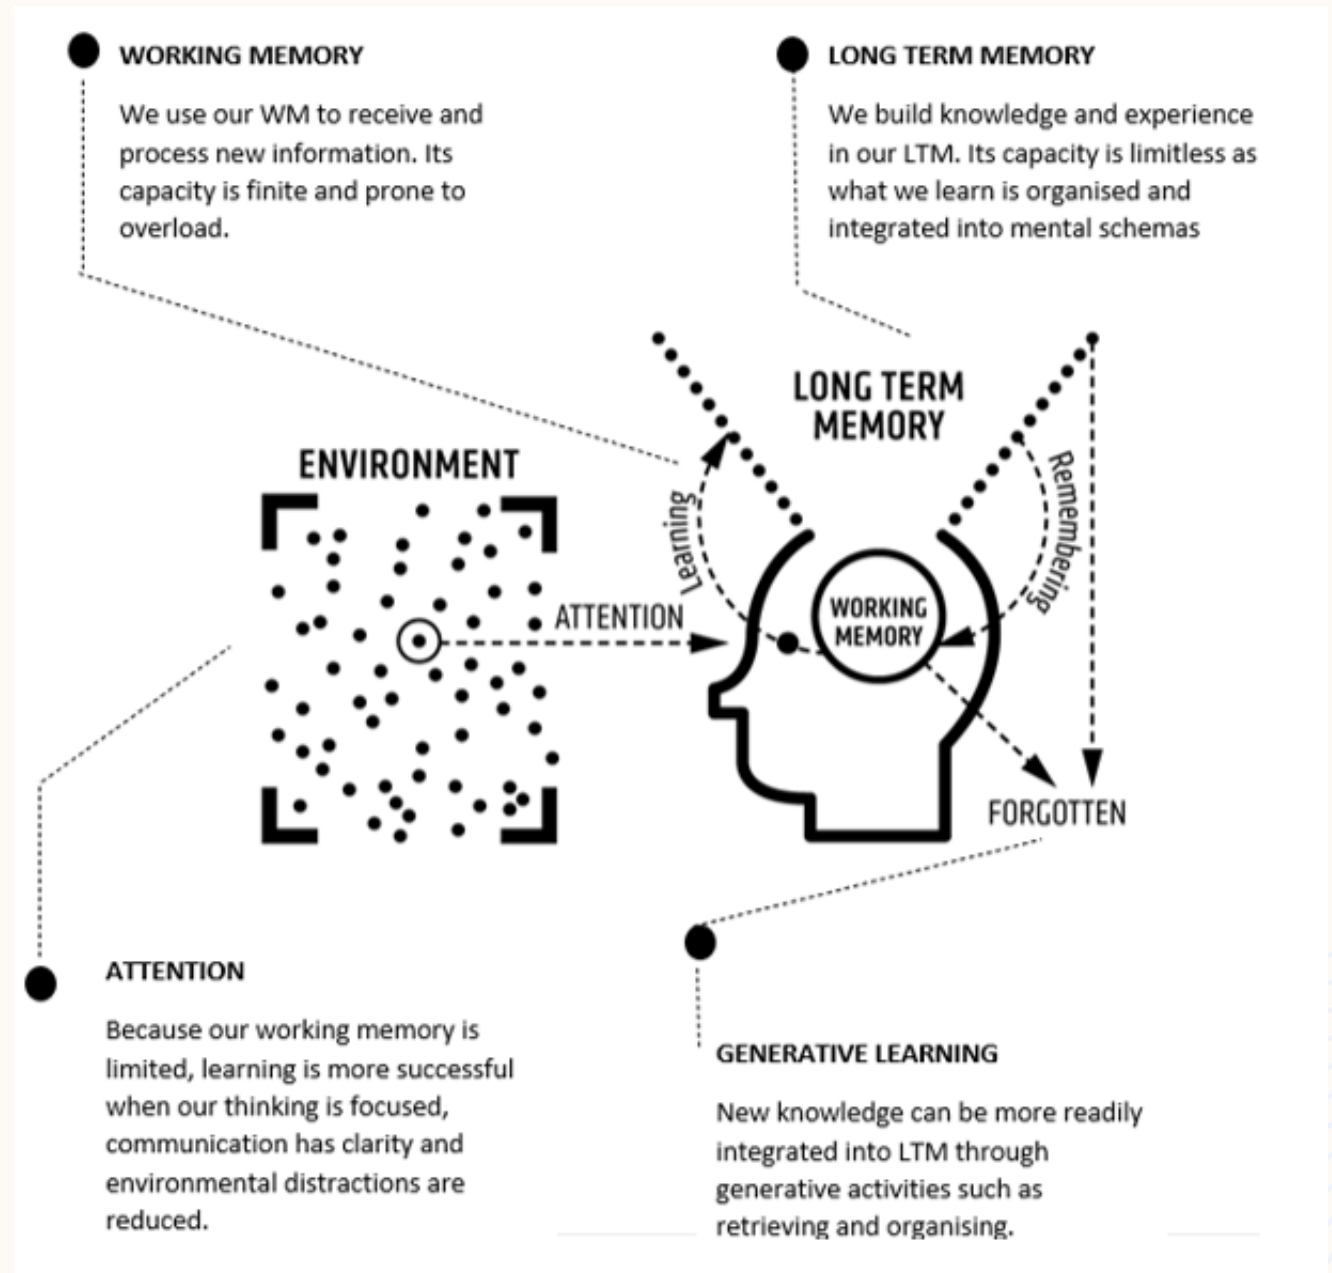 WORKING MEMORY
We use our WM to receive and
process new information. Its
capacity is finite and prone to
overload.
LONG TERM MEMORY
We build knowledge and experience
in our LTM. Its capacity is limitless as
what we learn is organised and
integrated into mental schemas
LONG TERM
MEMORY
ENVIRONMENT
Learning
Remembering
ATTENTION
WORKING
MEMORY
FORGOTTEN
ATTENTION
Because our working memory is
limited, learning is more successful
when our thinking is focused,
communication has clarity and
environmental distractions are
reduced.
GENERATIVE LEARNING
New knowledge can be more readily
integrated into LTM through
generative activities such as
retrieving and organising.